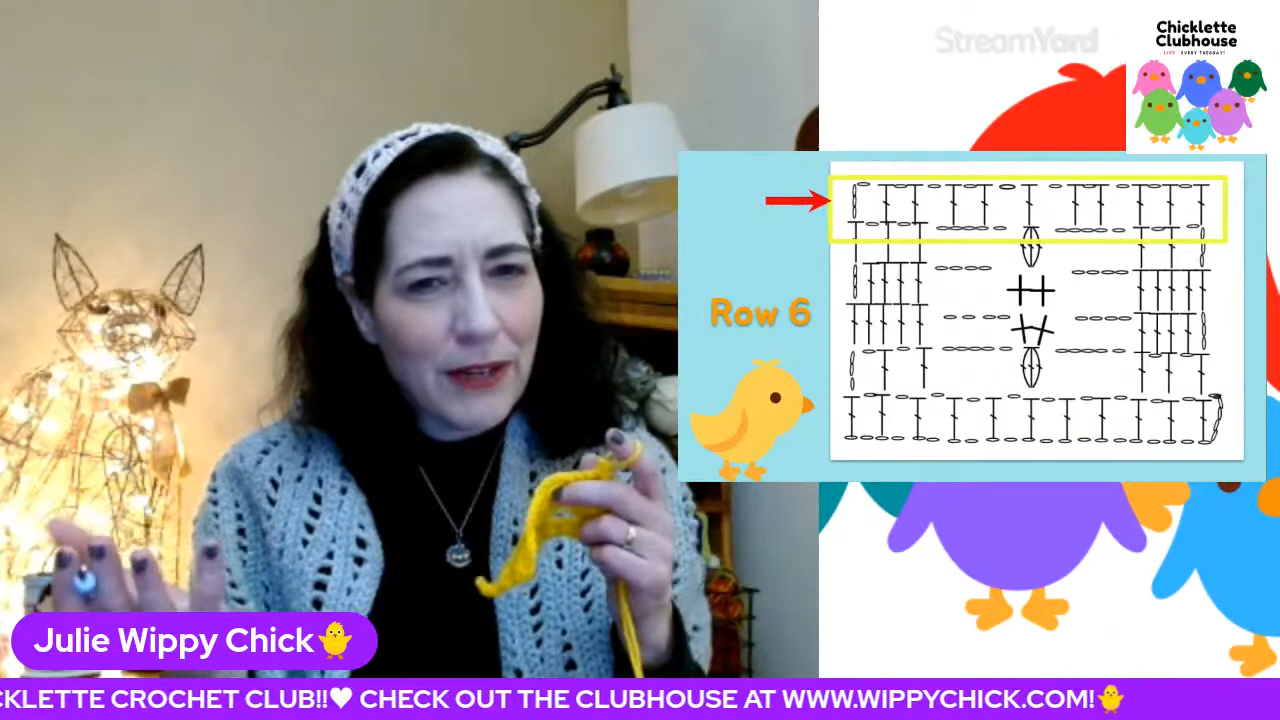 StreamYard
Chicklette
Clubhouse
LIVE EVERY TUESDAY!
Row 6
Julie Wippy Chick🐥
CKLETTE CROCHET CLUB!!🤍 CHECK OUT THE CLUBHOUSE AT WWW.WIPPYCHICK.COM!🐥